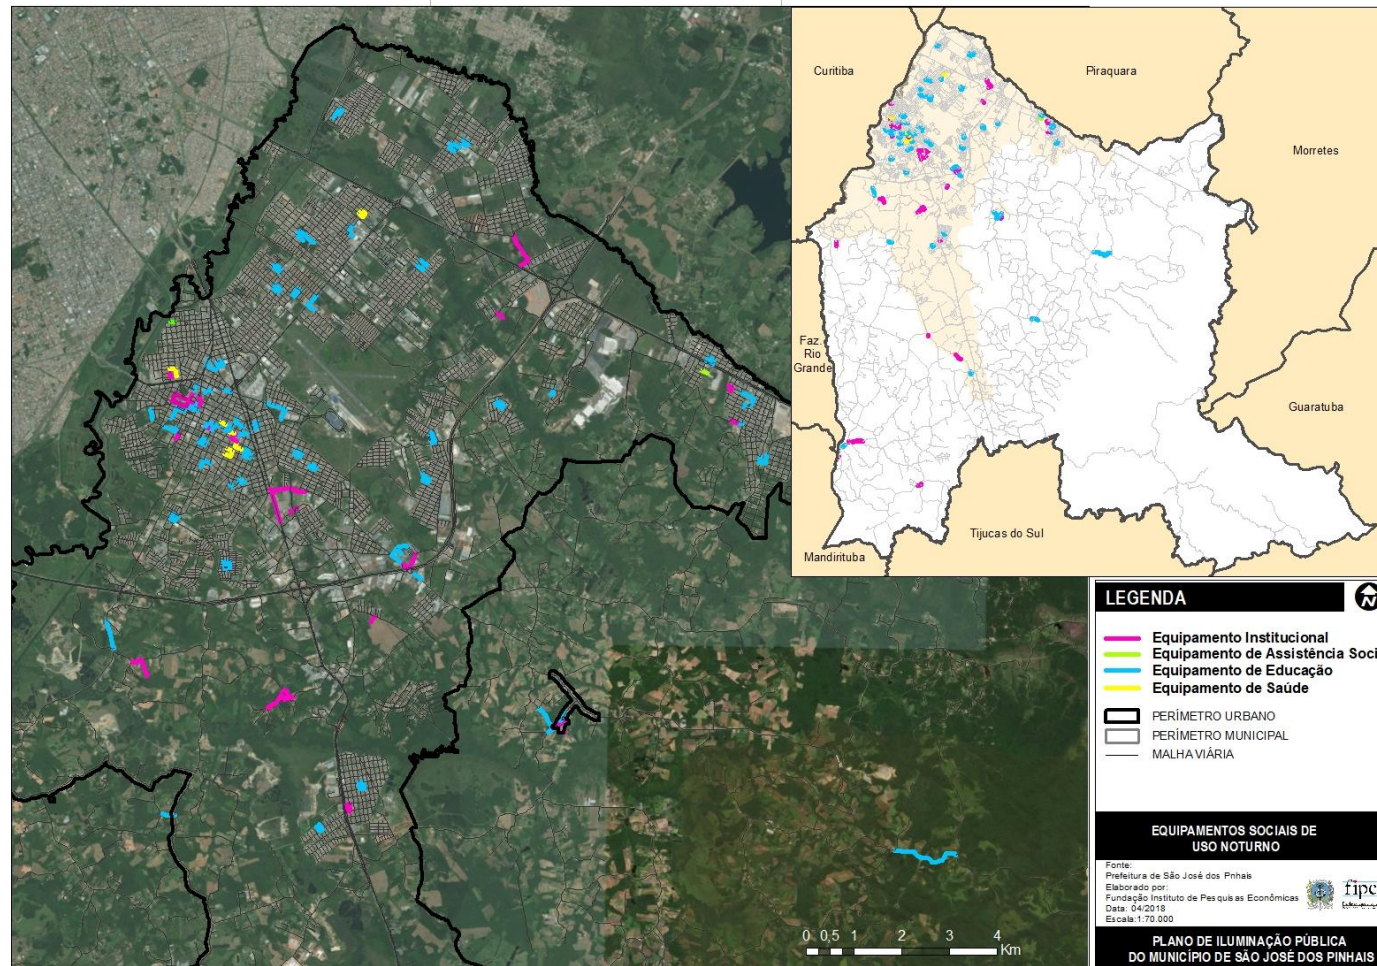 Curitiba
Piraquara
Morretes
Faz.
Rio
Grande
Guaratuba
Tijucas do Sul
Mandirituba
LEGENDA
N
Equipamento Institucional
Equipamento de Assistência Soci
Equipamento de Educação
Equipamento de Saúde
PERÍMETRO URBANO
PERÍMETRO MUNICIPAL
MALHA VIÁRIA
EQUIPAMENTOS SOCIAIS DE
USO NOTURNO
Fonte:
Prefeitura de São José dos Pnhais
Elaborado por:
Fundação Instituto de Pesquisas Econômicas
Data: 04/2018
Escala:1:70.000
fipe
0 0,5 1 2 3 4
Km
PLANO DE ILUMINAÇÃO PÚBLICA
DO MUNICÍPIO DE SÃO JOSÉ DOS PINHAIS